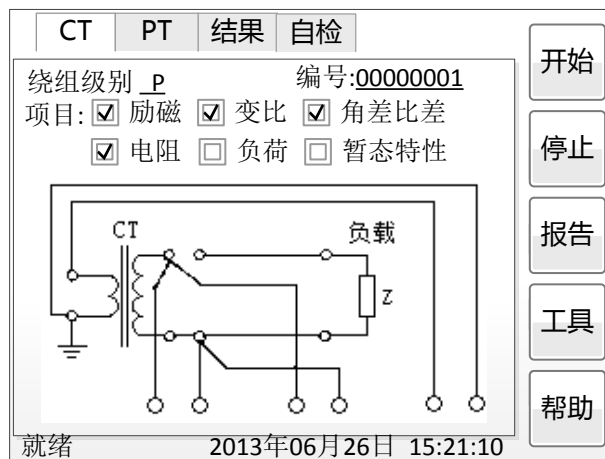 CT PT 结果 自检
绕组级别 P 编号:00000001
项目: 励磁 变比 角差比差
电阻 负荷 暂态特性
CT 负载
Z
就绪 2013年06月26日 15:21:10
开始
停止
报告
工具
帮助